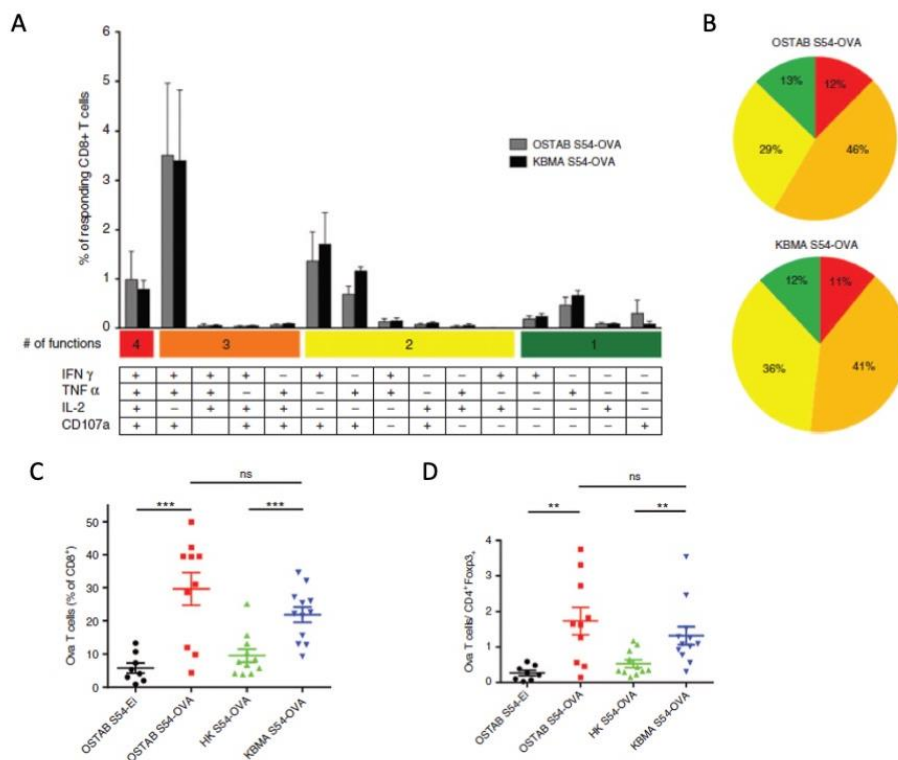 A
B
% of responding CD8+ T cells
6
5
4
3
2
1
0
OSTAB S54-OVA
KBMA S54-OVA
# of functions
4 3 2 1
IFN γ + + + + − + − + − − + + − − −
TNF α + + + − + − + + − + − − + − −
IL-2 + − + + + − − − + + + − − + −
CD107a + + + + + + − + − − − − − +
OSTAB S54-OVA
13% 12%
29% 46%
KBMA S54-OVA
12% 11%
36% 41%
C
ns
*** ***
Ova T cells (% of CD8⁺)
50
40
30
20
10
0
OSTAB S54-Ei
OSTAB S54-OVA
HK S54-OVA
KBMA S54-OVA
D
ns
** **
Ova T cells/ CD4⁺Foxp3₊
4
3
2
1
0
OSTAB S54-Ei
OSTAB S54-OVA
HK S54-OVA
KBMA S54-OVA